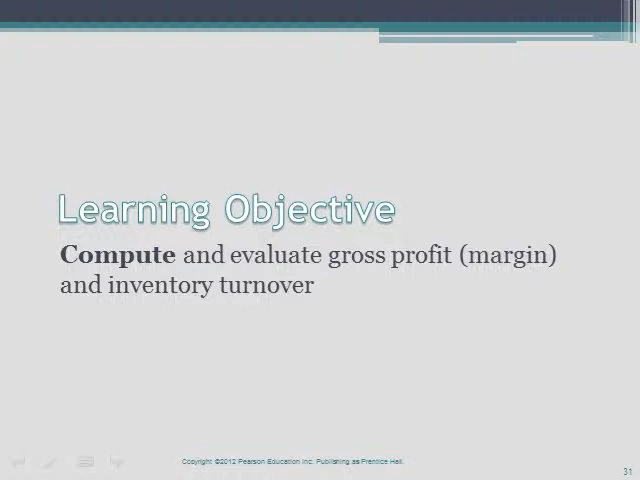 Learning Objective
Compute and evaluate gross profit (margin)
and inventory turnover
Copyright ©2012 Pearson Education Inc. Publishing as Prentice Hall.
31